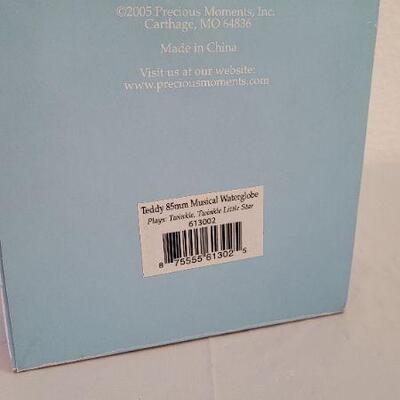 ©2005 Precious Moments, Inc.
Carthage, MO 64836
Made in China
Visit us at our website:
www.preciousmoments.com
Teddy 85mm Musical Waterglobe
Plays: Twinkle, Twinkle Little Star
613002
8 75555 61302 5